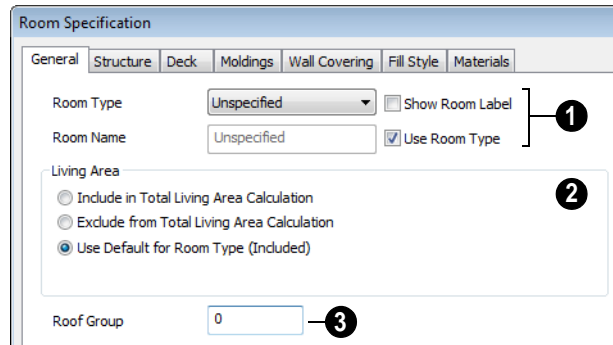 Room Specification
General Structure Deck Moldings Wall Covering Fill Style Materials
Room Type Unspecified Show Room Label
1
Room Name Unspecified Use Room Type
Living Area
2
Include in Total Living Area Calculation
Exclude from Total Living Area Calculation
Use Default for Room Type (Included)
Roof Group 0 3